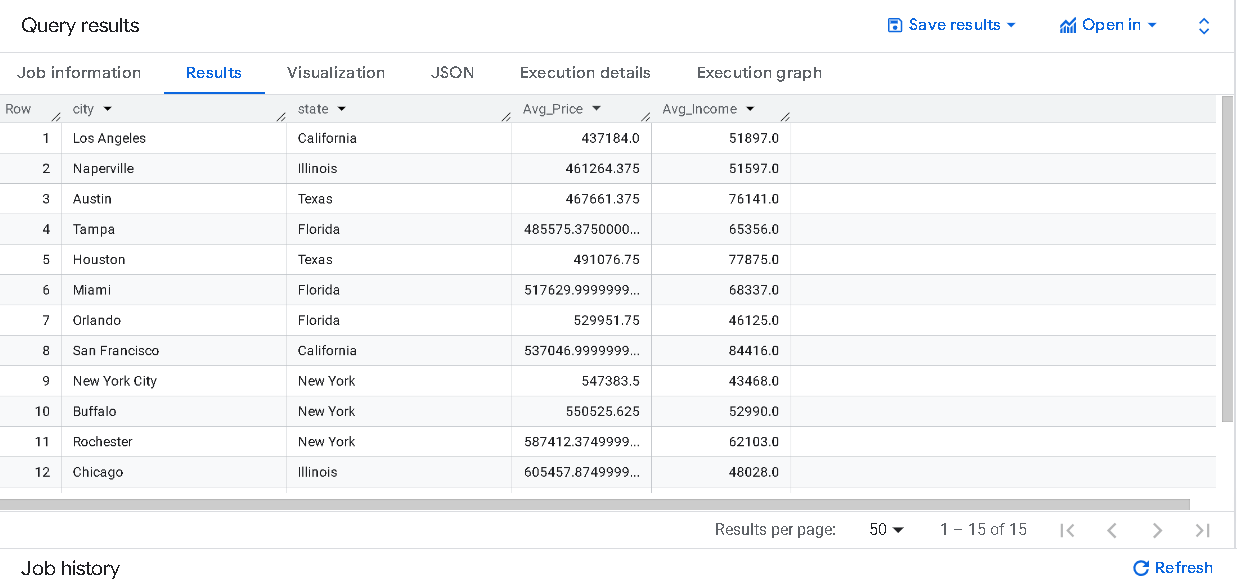 Query results Save results Open in
Job information Results Visualization JSON Execution details Execution graph
Row city state Avg_Price Avg_Income
1 Los Angeles California 437184.0 51897.0
2 Naperville Illinois 461264.375 51597.0
3 Austin Texas 467661.375 76141.0
4 Tampa Florida 485575.3750000... 65356.0
5 Houston Texas 491076.75 77875.0
6 Miami Florida 517629.9999999... 68337.0
7 Orlando Florida 529951.75 46125.0
8 San Francisco California 537046.9999999... 84416.0
9 New York City New York 547383.5 43468.0
10 Buffalo New York 550525.625 52990.0
11 Rochester New York 587412.3749999... 62103.0
12 Chicago Illinois 605457.8749999... 48028.0
Results per page: 50 1 – 15 of 15
Job history Refresh